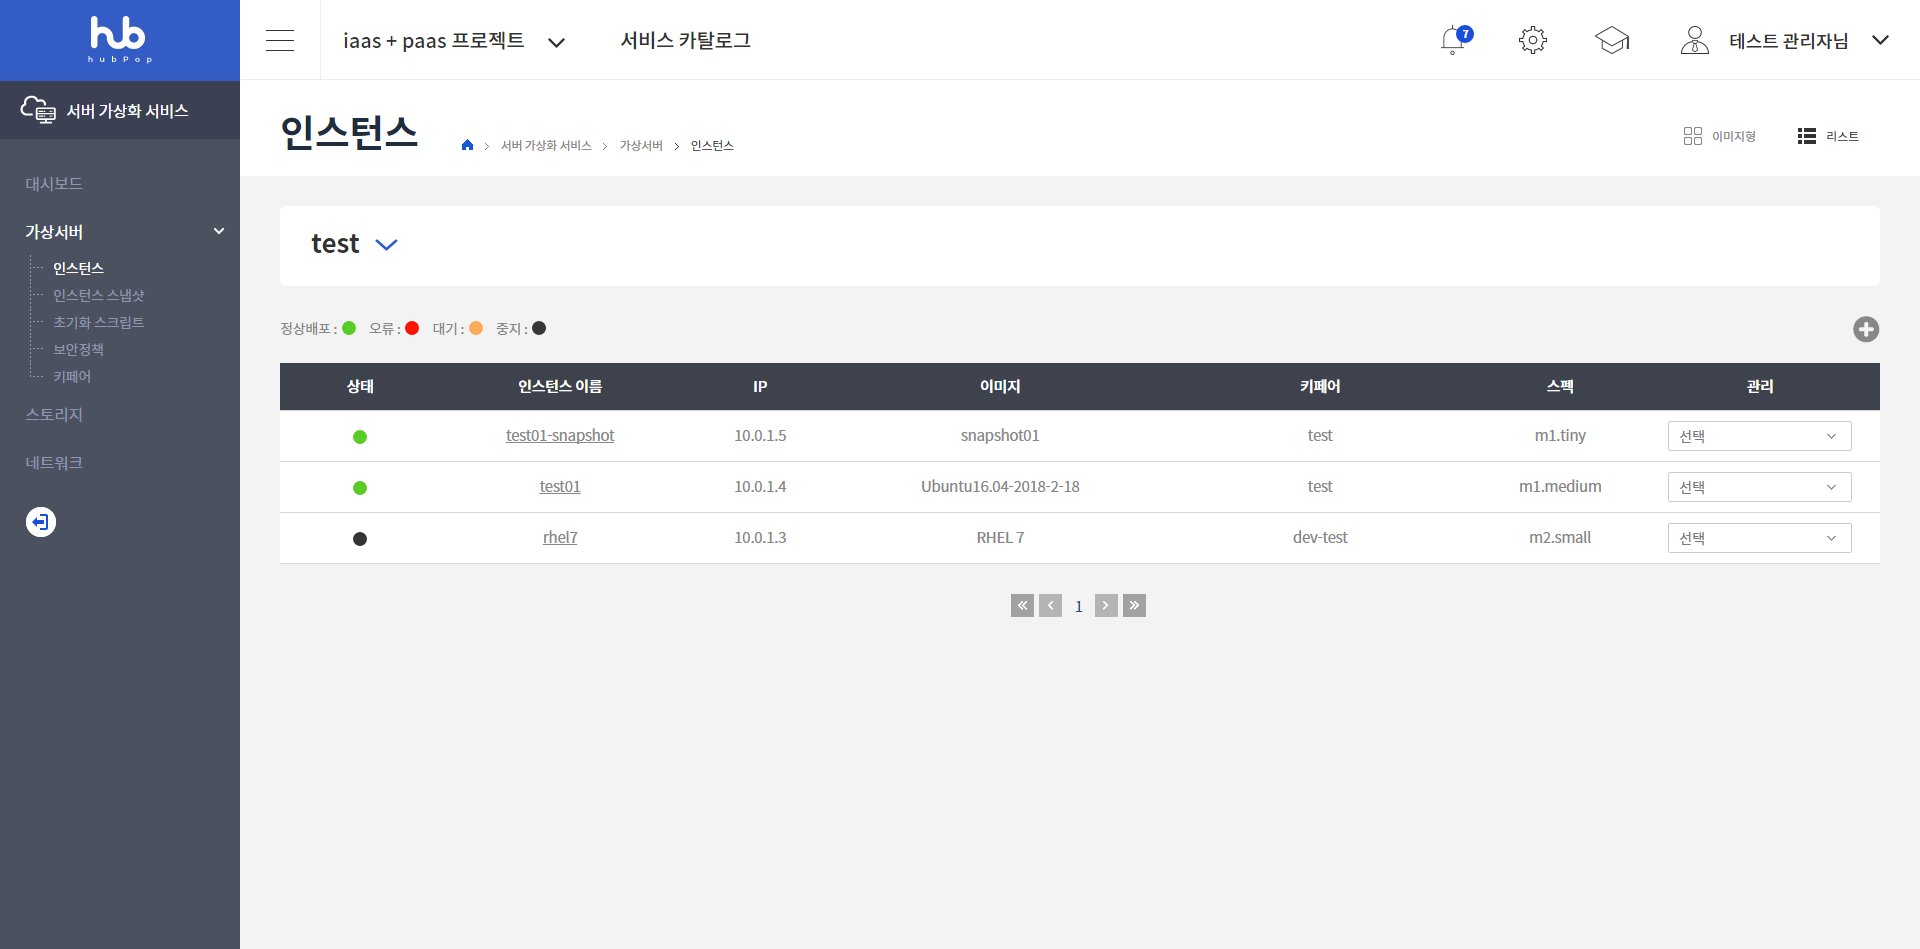 hub
hubPop
iaas + paas 프로젝트
서비스 카탈로그
7
테스트 관리자님
서버 가상화 서비스
대시보드
가상서버
인스턴스
인스턴스 스냅샷
초기화 스크립트
보안정책
키페어
스토리지
네트워크
인스턴스
서버 가상화 서비스 > 가상서버 > 인스턴스
이미지형
리스트
test
정상배포 : 오류 : 대기 : 중지 :
상태 인스턴스 이름 IP 이미지 키페어 스펙 관리
test01-snapshot 10.0.1.5 snapshot01 test m1.tiny 선택
test01 10.0.1.4 Ubuntu16.04-2018-2-18 test m1.medium 선택
rhel7 10.0.1.3 RHEL 7 dev-test m2.small 선택
1